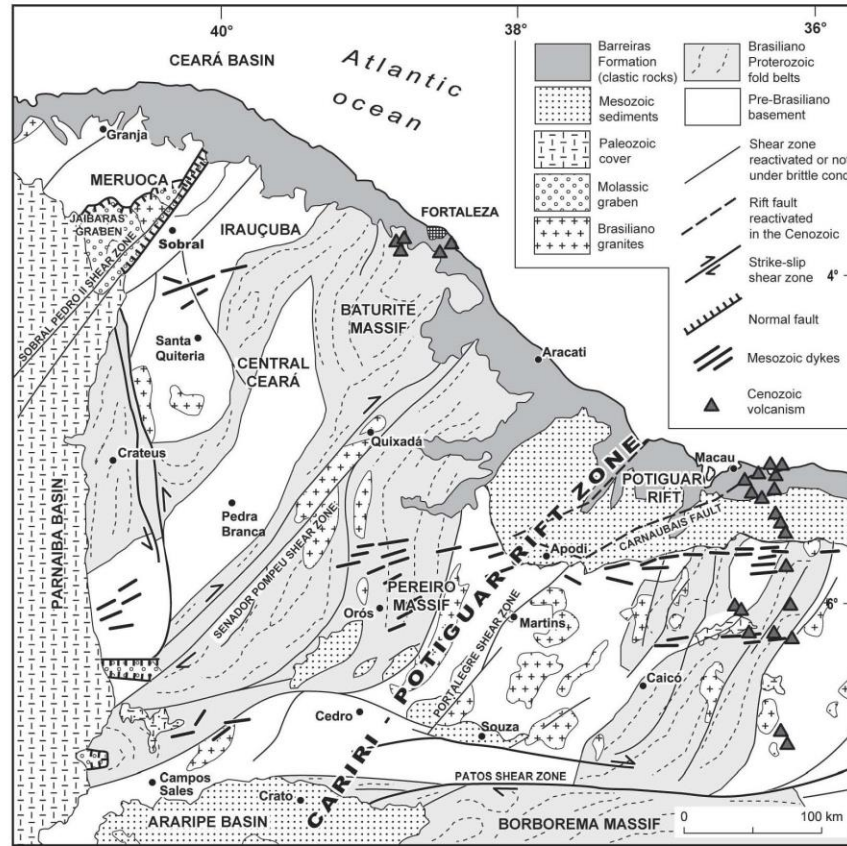 40°
38°
36°
CEARÁ BASIN
Atlantic
ocean
Barreiras
Formation
(clastic rocks)
Mesozoic
sediments
Paleozoic
cover
Molassic
graben
Brasiliano
granites
Brasiliano
Proterozoic
fold belts
Pre-Brasiliano
basement
Shear zone
reactivated or not
under brittle cond
Rift fault
reactivated
in the Cenozoic
Strike-slip
shear zone
Normal fault
Mesozoic dykes
Cenozoic
volcanism
4°
6°
Granja
MERUOCA
JAIBARAS
GRABEN
SOBRAL PEDRO II SHEAR ZONE
Sobral
IRAUÇUBA
FORTALEZA
BATURITÉ
MASSIF
Santa
Quiteria
CENTRAL
CEARÁ
Aracati
Quixadá
Crateus
Pedra
Branca
PARNAIBA BASIN
SENADOR POMPEU SHEAR ZONE
Macau
POTIGUAR
RIFT
CARNAUBAIS FAULT
Apodi
PEREIRO
MASSIF
Orós
Martins
PORTALEGRE SHEAR ZONE
CARIRI - POTIGUAR RIFT ZONE
Caicó
Cedro
Souza
Campos
Sales
Crato
PATOS SHEAR ZONE
ARARIPE BASIN
BORBOREMA MASSIF
0 100 km